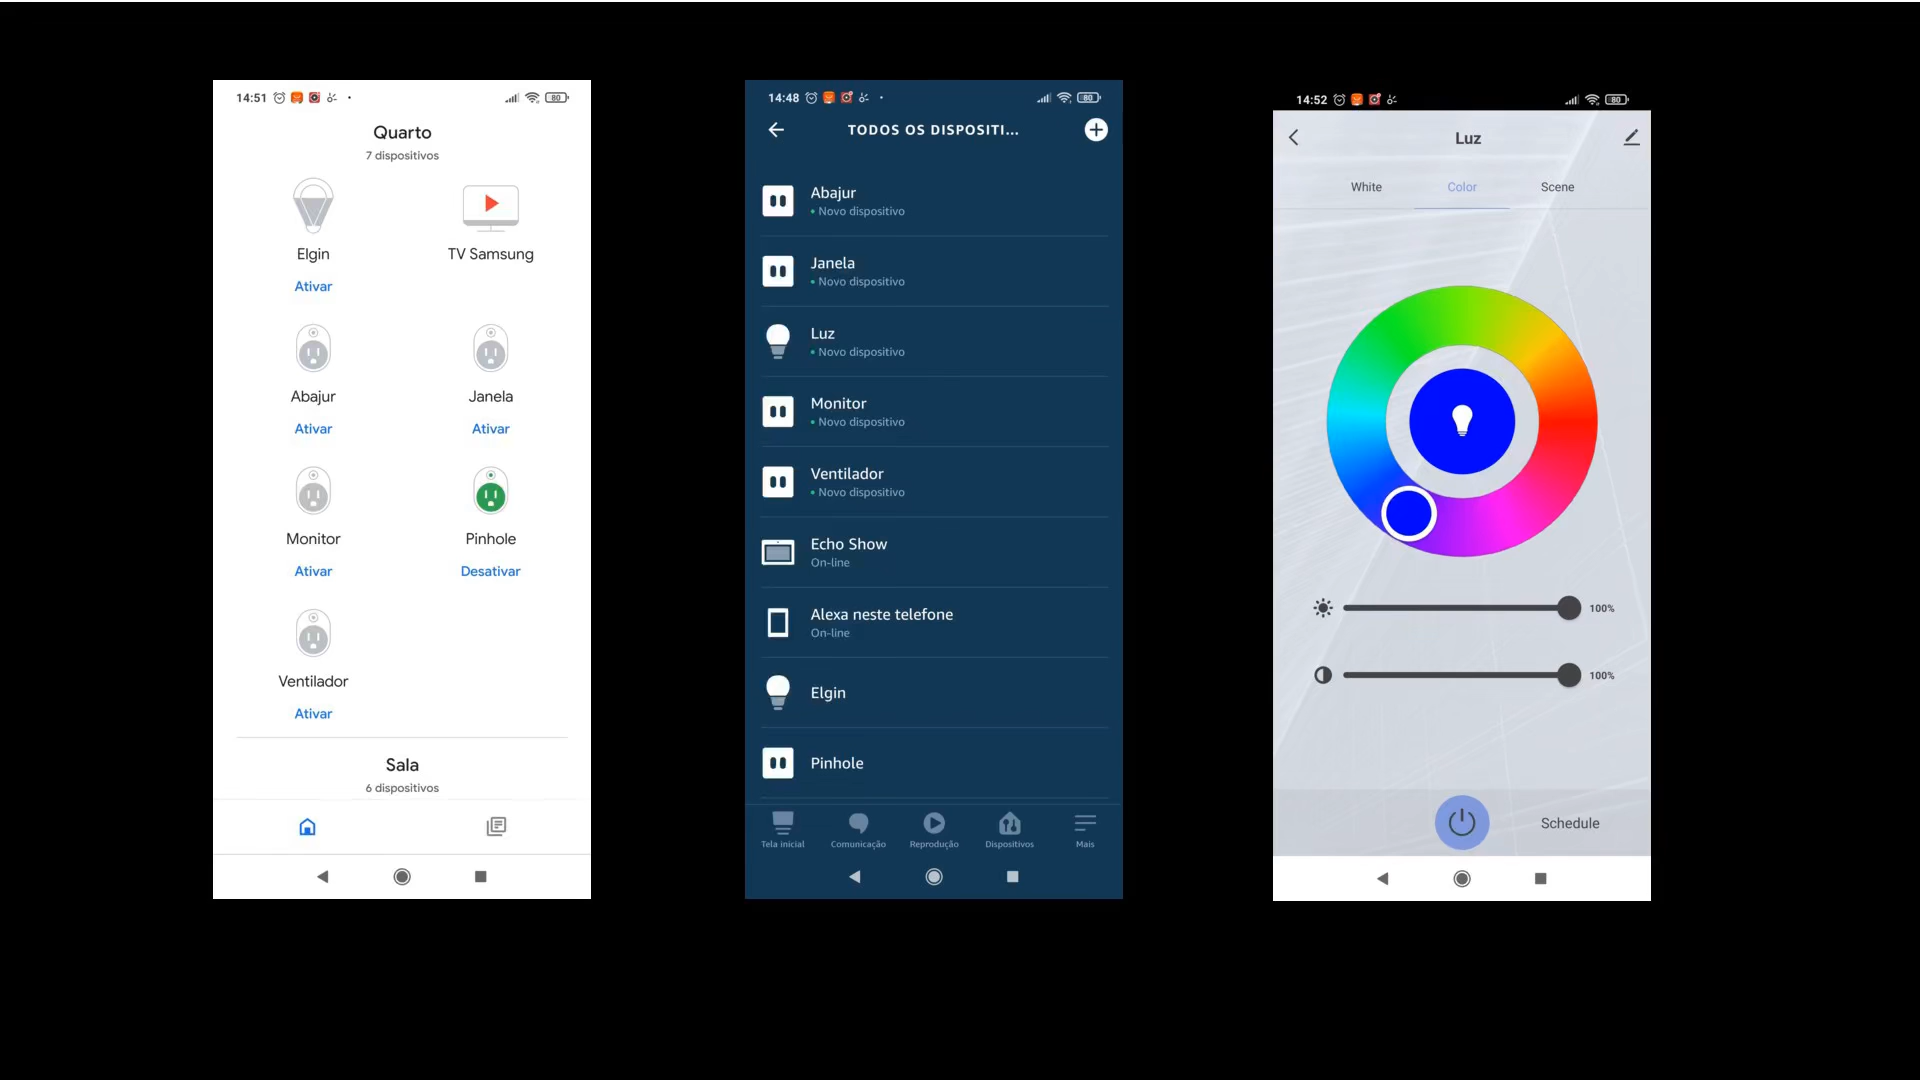 14:51
80
Quarto
7 dispositivos
Elgin
TV Samsung
Ativar
Abajur
Janela
Ativar
Ativar
Monitor
Pinhole
Ativar
Desativar
Ventilador
Ativar
Sala
6 dispositivos
14:48
80
TODOS OS DISPOSITI...
Abajur
• Novo dispositivo
Janela
• Novo dispositivo
Luz
• Novo dispositivo
Monitor
• Novo dispositivo
Ventilador
• Novo dispositivo
Echo Show
On-line
Alexa neste telefone
On-line
Elgin
Pinhole
Tela inicial
Comunicação
Reprodução
Dispositivos
Mais
14:52
80
Luz
White
Color
Scene
100%
100%
Schedule